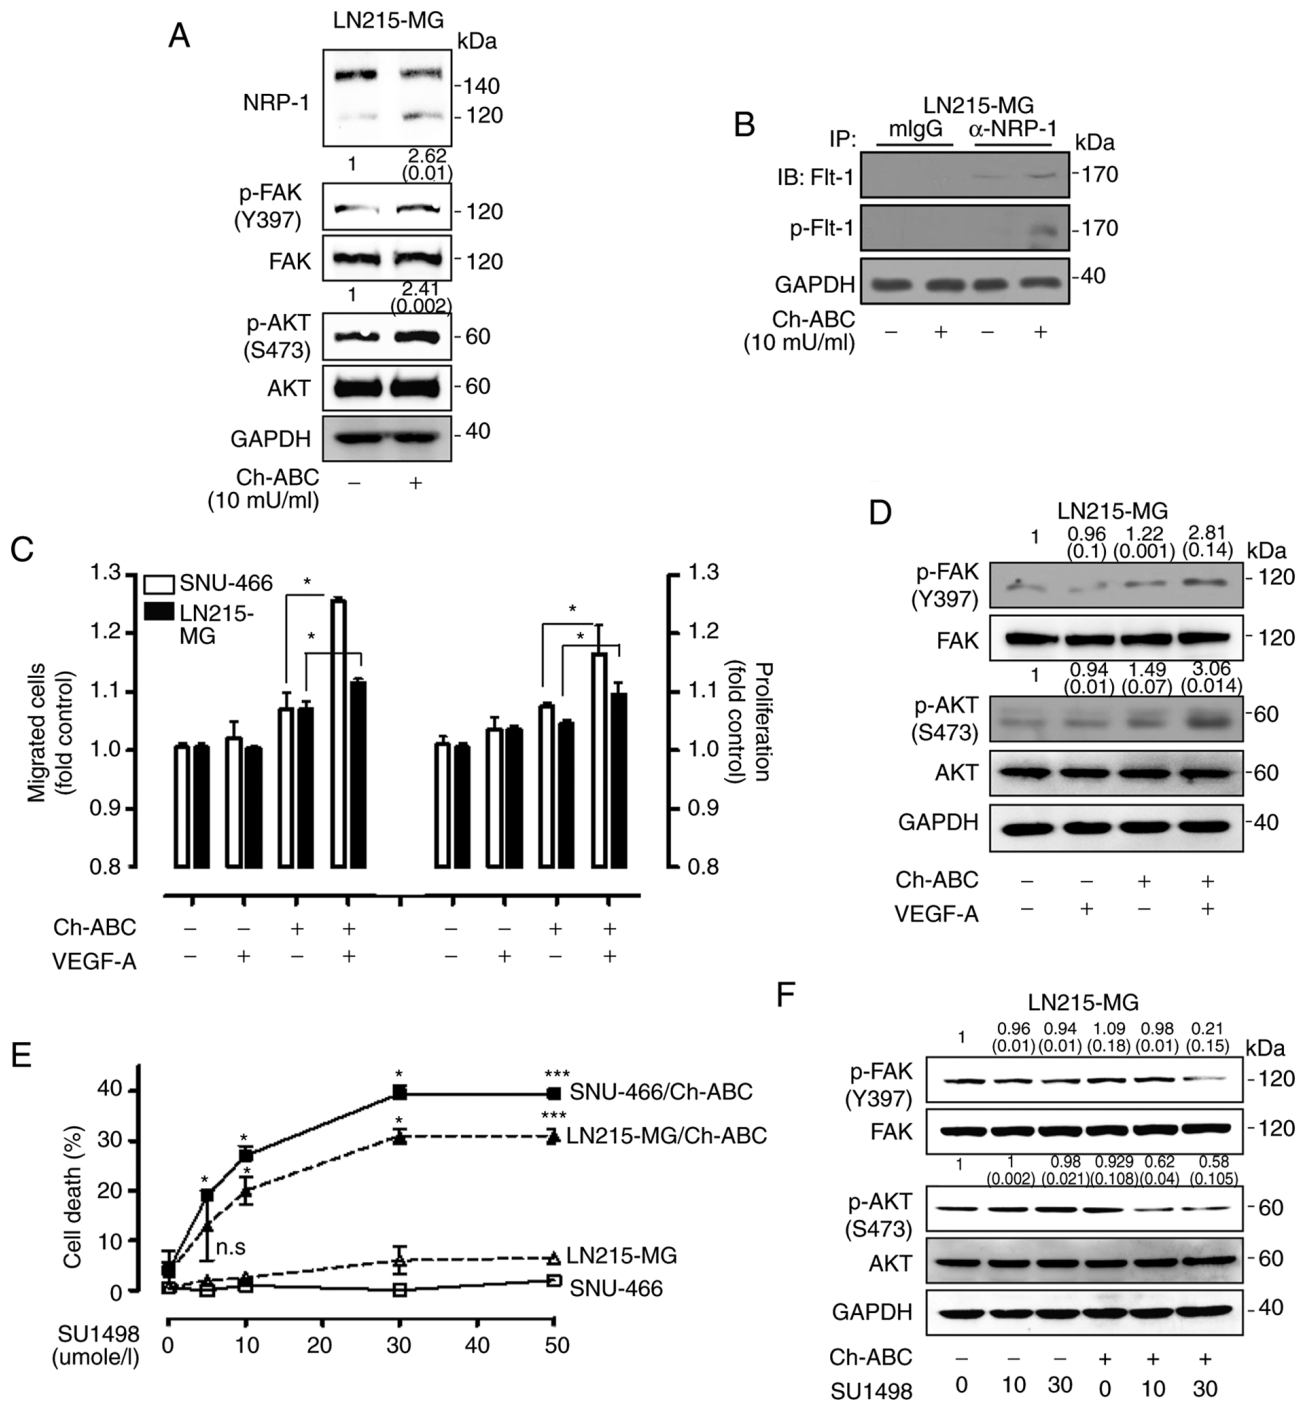 A
LN215-MG
kDa
NRP-1
-140
-120
1 2.62
(0.01)
p-FAK
(Y397)
-120
FAK
-120
1 2.41
(0.002)
p-AKT
(S473)
-60
AKT
-60
GAPDH
-40
Ch-ABC
(10 mU/ml)
− +
B
LN215-MG
IP: mIgG α-NRP-1 kDa
IB: Flt-1
-170
p-Flt-1
-170
GAPDH
-40
Ch-ABC
(10 mU/ml)
− + − +
C
SNU-466
LN215-
MG
Migrated cells
(fold control)
1.3
1.2
1.1
1.0
0.9
0.8
* *
* *
1.3
1.2
1.1
1.0
0.9
0.8
Proliferation
(fold control)
Ch-ABC − − + + − − + +
VEGF-A − + − + − + − +
D
LN215-MG
1 0.96 1.22 2.81
(0.1) (0.001) (0.14)
kDa
p-FAK
(Y397)
-120
FAK
-120
1 0.94 1.49 3.06
(0.01) (0.07) (0.014)
p-AKT
(S473)
-60
AKT
-60
GAPDH
-40
Ch-ABC − − + +
VEGF-A − + − +
E
Cell death (%)
40
30
20
10
0
* * * ***
* * ***
n.s
SNU-466/Ch-ABC
LN215-MG/Ch-ABC
LN215-MG
SNU-466
SU1498
(umole/l)
0 10 20 30 40 50
F
LN215-MG
1 0.96 0.94 1.09 0.98 0.21
(0.01) (0.01) (0.18) (0.01) (0.15)
kDa
p-FAK
(Y397)
-120
FAK
-120
1 1 0.98 0.929 0.62 0.58
(0.002) (0.021) (0.108) (0.04) (0.105)
p-AKT
(S473)
-60
AKT
-60
GAPDH
-40
Ch-ABC − − − + + +
SU1498 0 10 30 0 10 30